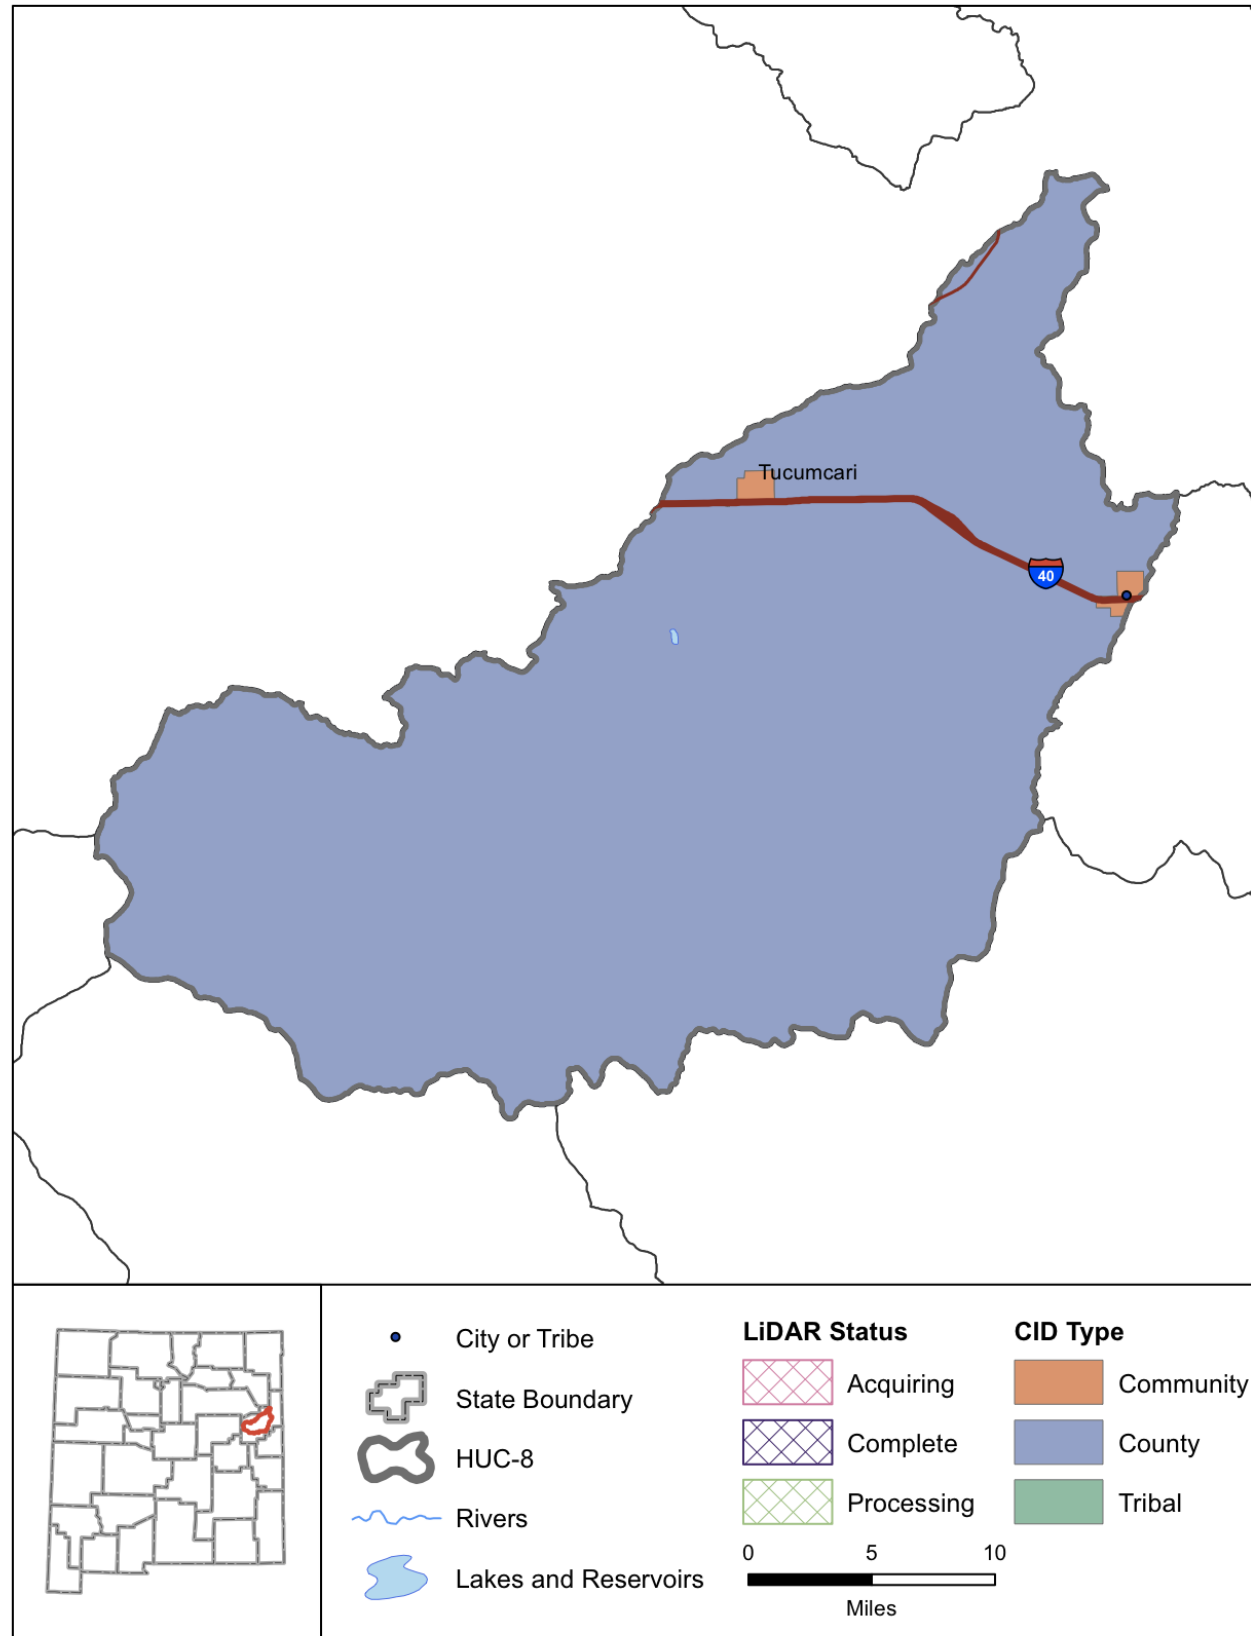 Tucumcari
40
City or Tribe
State Boundary
HUC-8
Rivers
Lakes and Reservoirs
LiDAR Status
Acquiring
Complete
Processing
CID Type
Community
County
Tribal
0 5 10
Miles